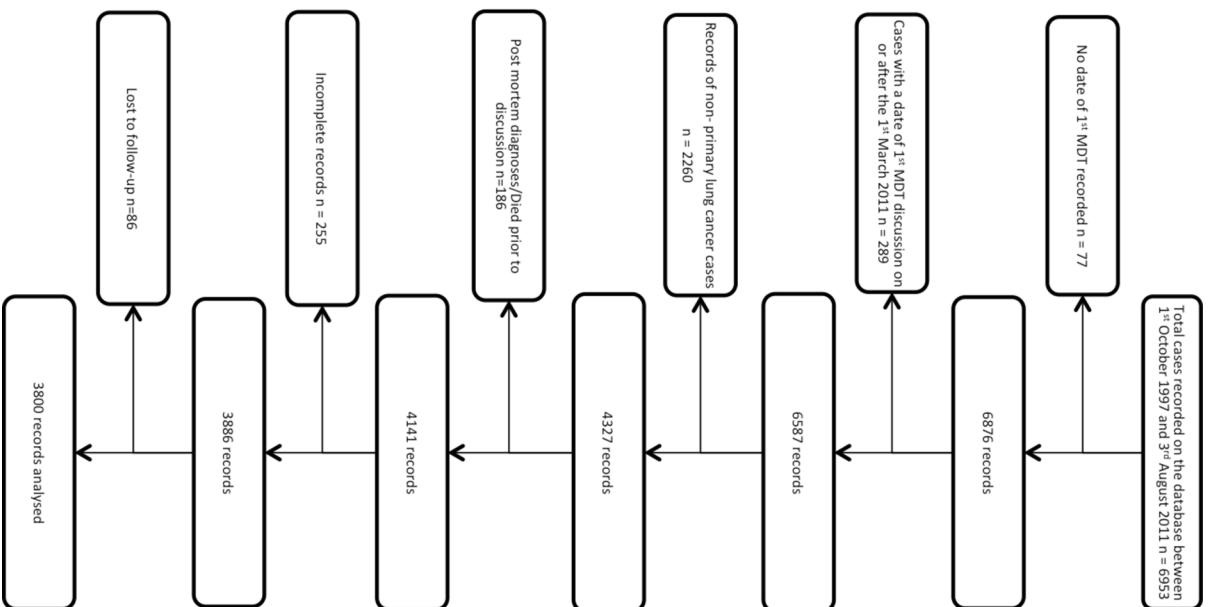 Total cases recorded on the database between
1st October 1997 and 3rd August 2011 n = 6953
No date of 1st MDT recorded n = 77
6876 records
Cases with a date of 1st MDT discussion on
or after the 1st March 2011 n = 289
6587 records
Records of non- primary lung cancer cases
n = 2260
4327 records
Post mortem diagnoses/Died prior to
discussion n=186
4141 records
Incomplete records n = 255
3886 records
Lost to follow-up n=86
3800 records analysed